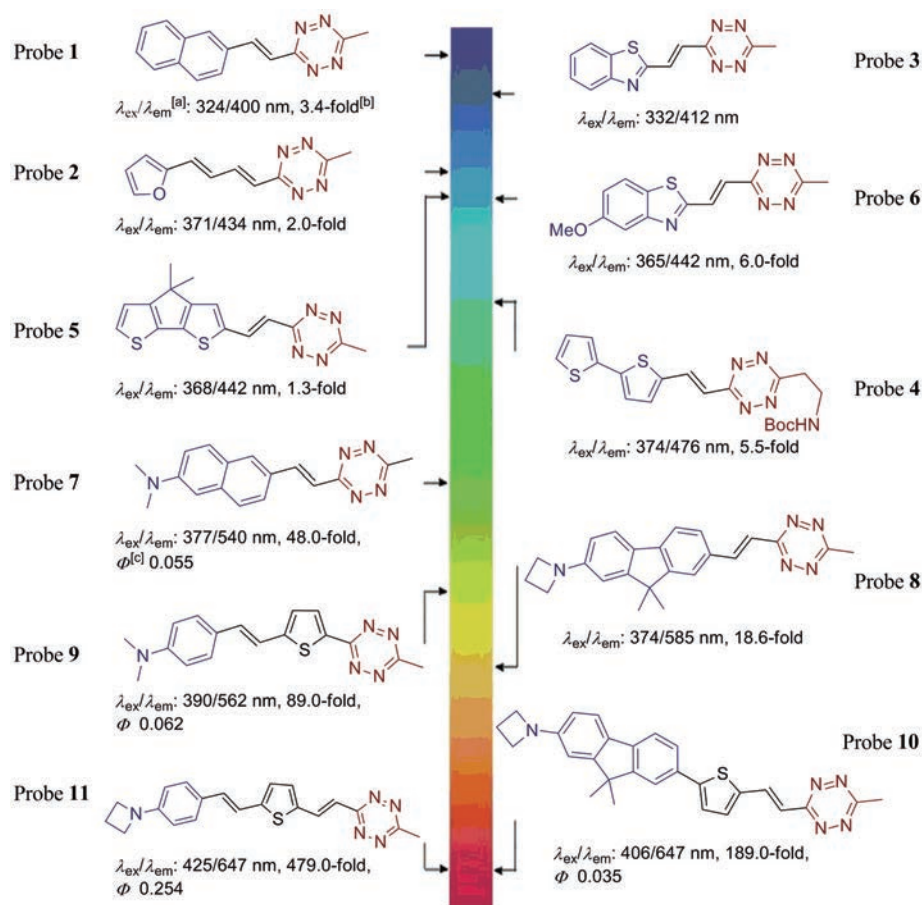 Probe 1
λex/λem[a]: 324/400 nm, 3.4-fold[b]
Probe 2
λex/λem: 371/434 nm, 2.0-fold
Probe 5
λex/λem: 368/442 nm, 1.3-fold
Probe 7
λex/λem: 377/540 nm, 48.0-fold,
Φ[c] 0.055
Probe 9
λex/λem: 390/562 nm, 89.0-fold,
Φ 0.062
Probe 11
λex/λem: 425/647 nm, 479.0-fold,
Φ 0.254
Probe 3
λex/λem: 332/412 nm
Probe 6
MeO
λex/λem: 365/442 nm, 6.0-fold
Probe 4
BocHN
λex/λem: 374/476 nm, 5.5-fold
Probe 8
λex/λem: 374/585 nm, 18.6-fold
Probe 10
λex/λem: 406/647 nm, 189.0-fold,
Φ 0.035